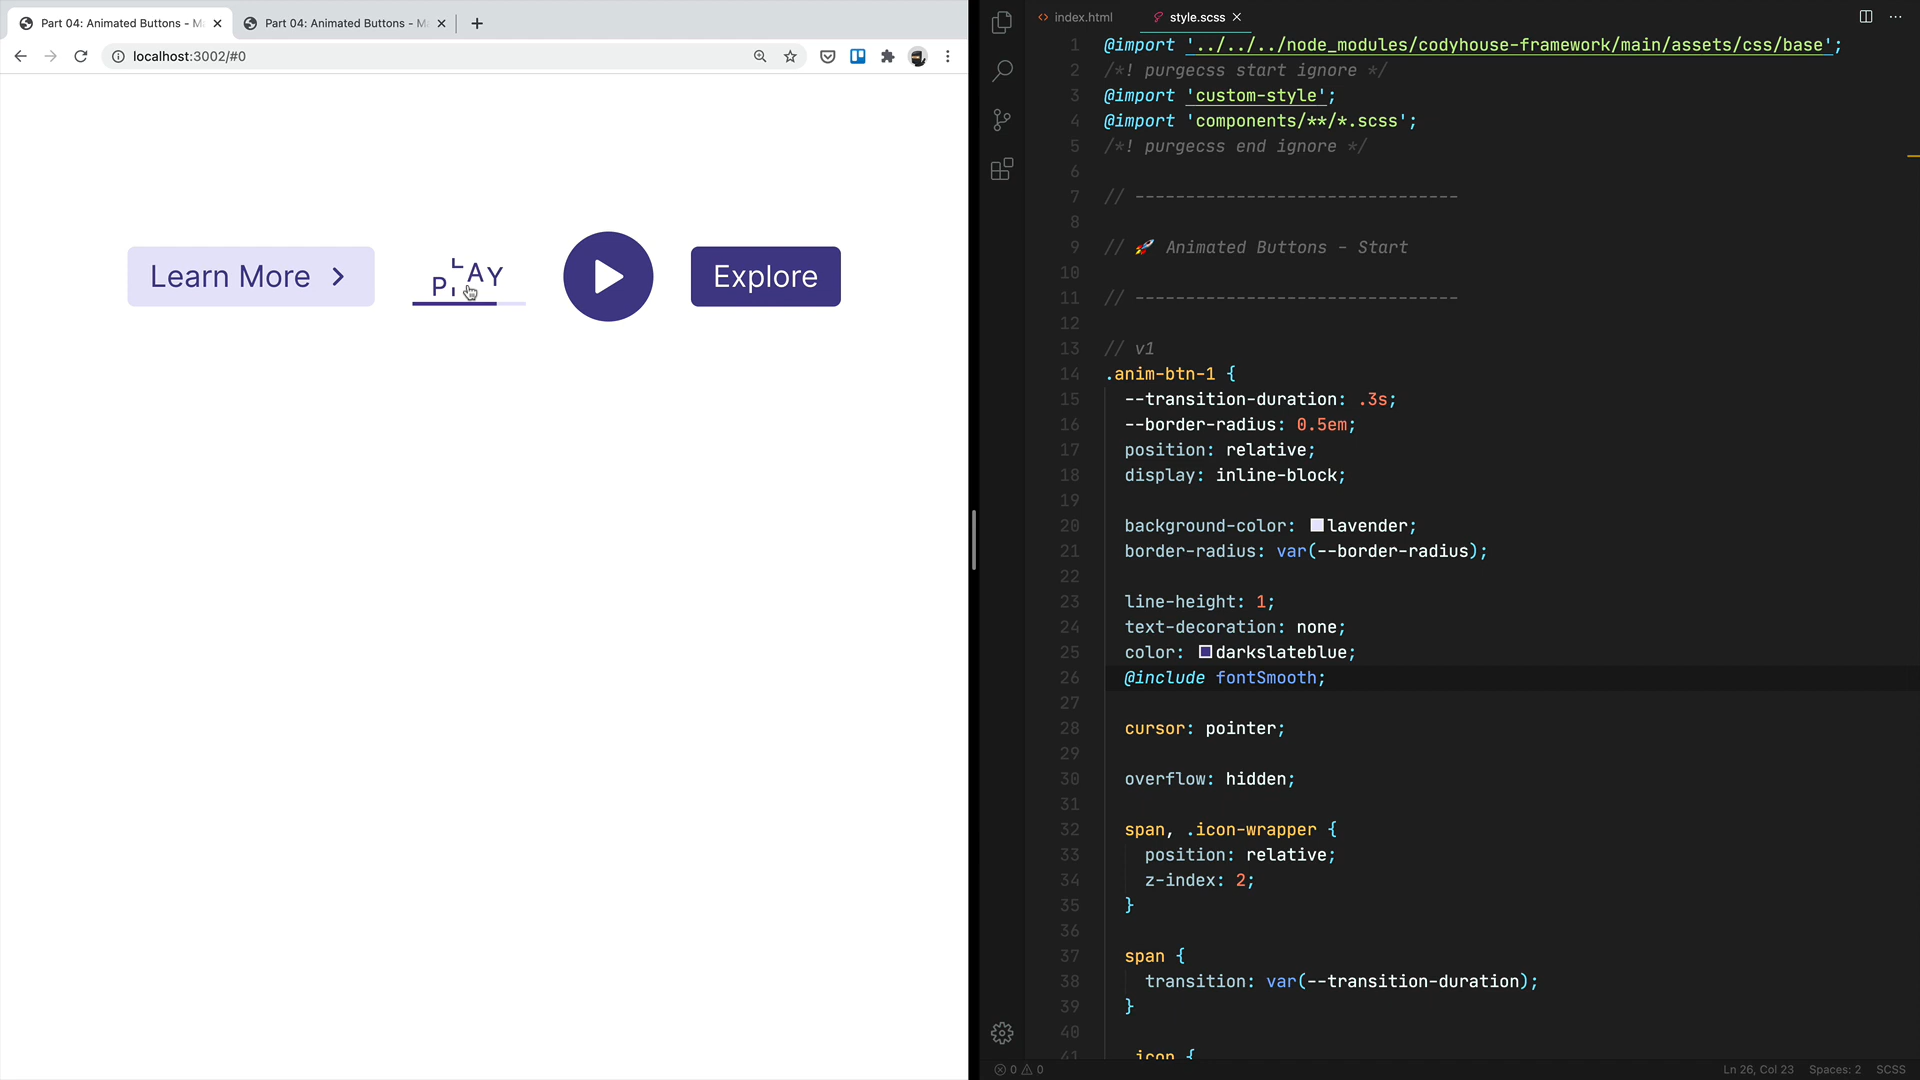 Part 04: Animated Buttons - M
Part 04: Animated Buttons - M
localhost:3002/#0
Learn More
PLAY
Explore
index.html
style.scss
1 @import '../../../node_modules/codyhouse-framework/main/assets/css/base';
2 /*! purgecss start ignore */
3 @import 'custom-style';
4 @import 'components/**/*.scss';
5 /*! purgecss end ignore */
6
7 // --------------------------------
8
9 // 🚀 Animated Buttons - Start
10
11 // --------------------------------
12
13 // v1
14 .anim-btn-1 {
15 --transition-duration: .3s;
16 --border-radius: 0.5em;
17 position: relative;
18 display: inline-block;
19
20 background-color: lavender;
21 border-radius: var(--border-radius);
22
23 line-height: 1;
24 text-decoration: none;
25 color: darkslateblue;
26 @include fontSmooth;
27
28 cursor: pointer;
29
30 overflow: hidden;
31
32 span, .icon-wrapper {
33 position: relative;
34 z-index: 2;
35 }
36
37 span {
38 transition: var(--transition-duration);
39 }
40
41 .icon {
0 0
Ln 26, Col 23 Spaces: 2 SCSS